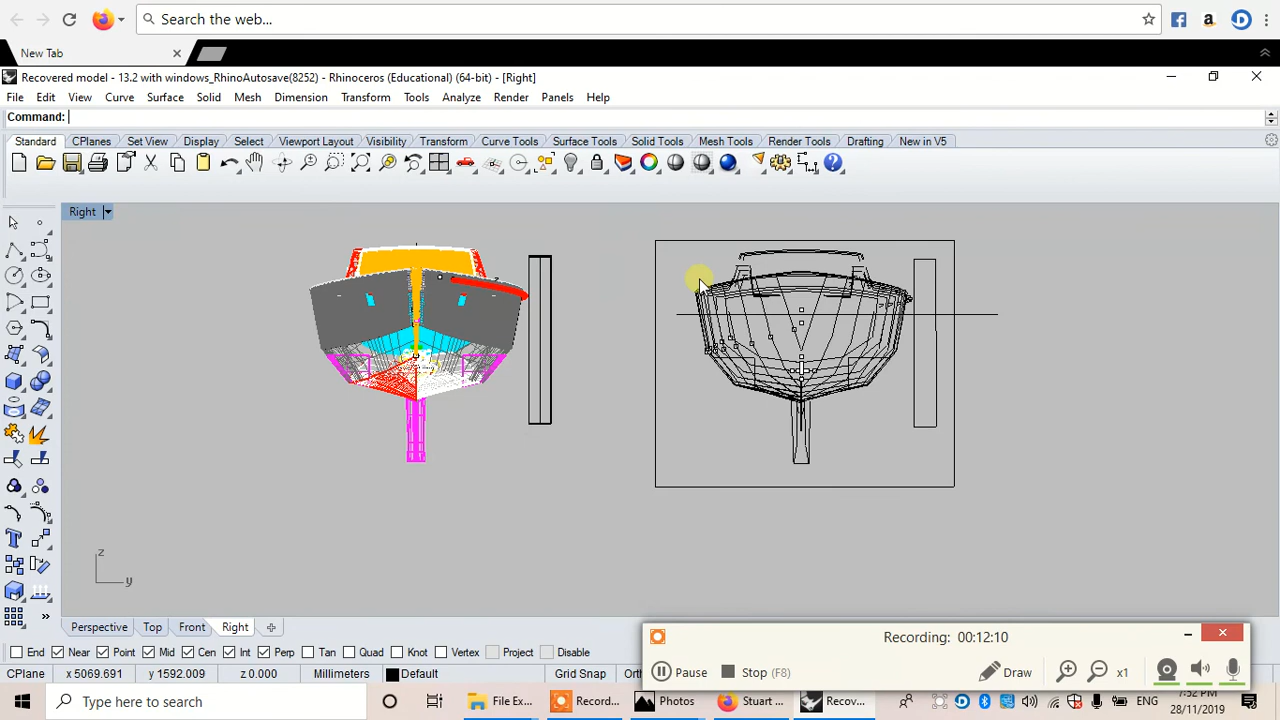 Search the web...
New Tab
Recovered model - 13.2 with windows_RhinoAutosave(8252) - Rhinoceros (Educational) (64-bit) - [Right]
File Edit View Curve Surface Solid Mesh Dimension Transform Tools Analyze Render Panels Help
Command:
Standard CPlanes Set View Display Select Viewport Layout Visibility Transform Curve Tools Surface Tools Solid Tools Mesh Tools Render Tools Drafting New in V5
Right
z
y
Perspective Top Front Right
Recording: 00:12:10
End Near Point Mid Cen Int Perp Tan Quad Knot Vertex Project Disable
Pause Stop (F8) Draw x1
CPlane x 5069.691 y 1592.009 z 0.000 Millimeters Default Grid Snap
Type here to search File Ex... Record... Photos Stuart ... Recov... ENG
28/11/2019